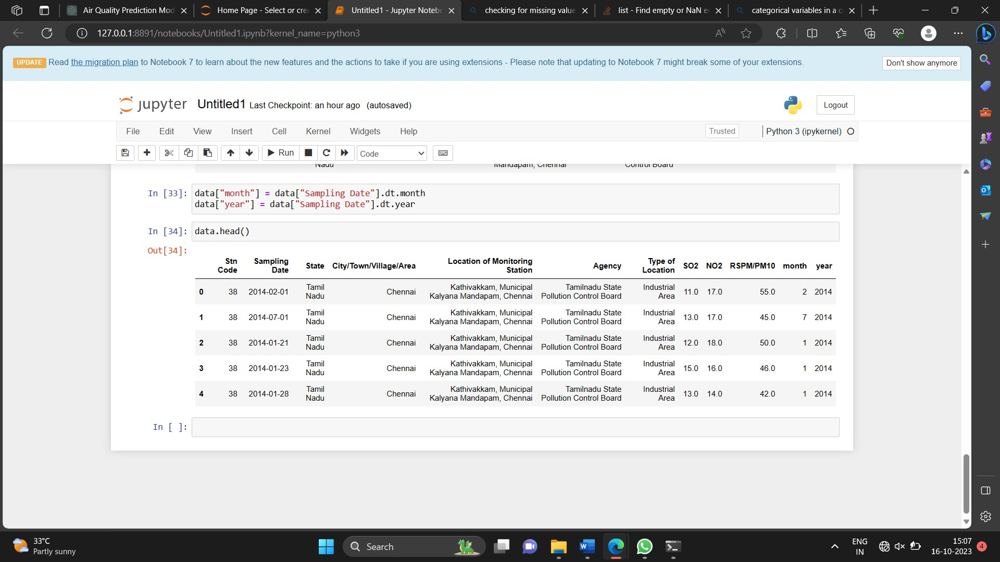 Air Quality Prediction Mod
Home Page - Select or crea
Untitled1 - Jupyter Notebo
checking for missing value
list - Find empty or NaN e
categorical variables in a c
127.0.0.1:8891/notebooks/Untitled1.ipynb?kernel_name=python3
UPDATE Read the migration plan to Notebook 7 to learn about the new features and the actions to take if you are using extensions - Please note that updating to Notebook 7 might break some of your extensions.
Don't show anymore
jupyter Untitled1 Last Checkpoint: an hour ago (autosaved)
Logout
File Edit View Insert Cell Kernel Widgets Help
Trusted
Python 3 (ipykernel)
Run
Code
Nadu Mandapam, Chennai Control Board
In [33]: data["month"] = data["Sampling Date"].dt.month
data["year"] = data["Sampling Date"].dt.year
In [34]: data.head()
Out[34]:
Stn Code Sampling Date State City/Town/Village/Area Location of Monitoring Station Agency Type of Location SO2 NO2 RSPM/PM10 month year
0 38 2014-02-01 Tamil Nadu Chennai Kathivakkam, Municipal Kalyana Mandapam, Chennai Tamilnadu State Pollution Control Board Industrial Area 11.0 17.0 55.0 2 2014
1 38 2014-07-01 Tamil Nadu Chennai Kathivakkam, Municipal Kalyana Mandapam, Chennai Tamilnadu State Pollution Control Board Industrial Area 13.0 17.0 45.0 7 2014
2 38 2014-01-21 Tamil Nadu Chennai Kathivakkam, Municipal Kalyana Mandapam, Chennai Tamilnadu State Pollution Control Board Industrial Area 12.0 18.0 50.0 1 2014
3 38 2014-01-23 Tamil Nadu Chennai Kathivakkam, Municipal Kalyana Mandapam, Chennai Tamilnadu State Pollution Control Board Industrial Area 15.0 16.0 46.0 1 2014
4 38 2014-01-28 Tamil Nadu Chennai Kathivakkam, Municipal Kalyana Mandapam, Chennai Tamilnadu State Pollution Control Board Industrial Area 13.0 14.0 42.0 1 2014
In [ ]:
33°C
Partly sunny
Search
ENG
IN
15:07
16-10-2023
4